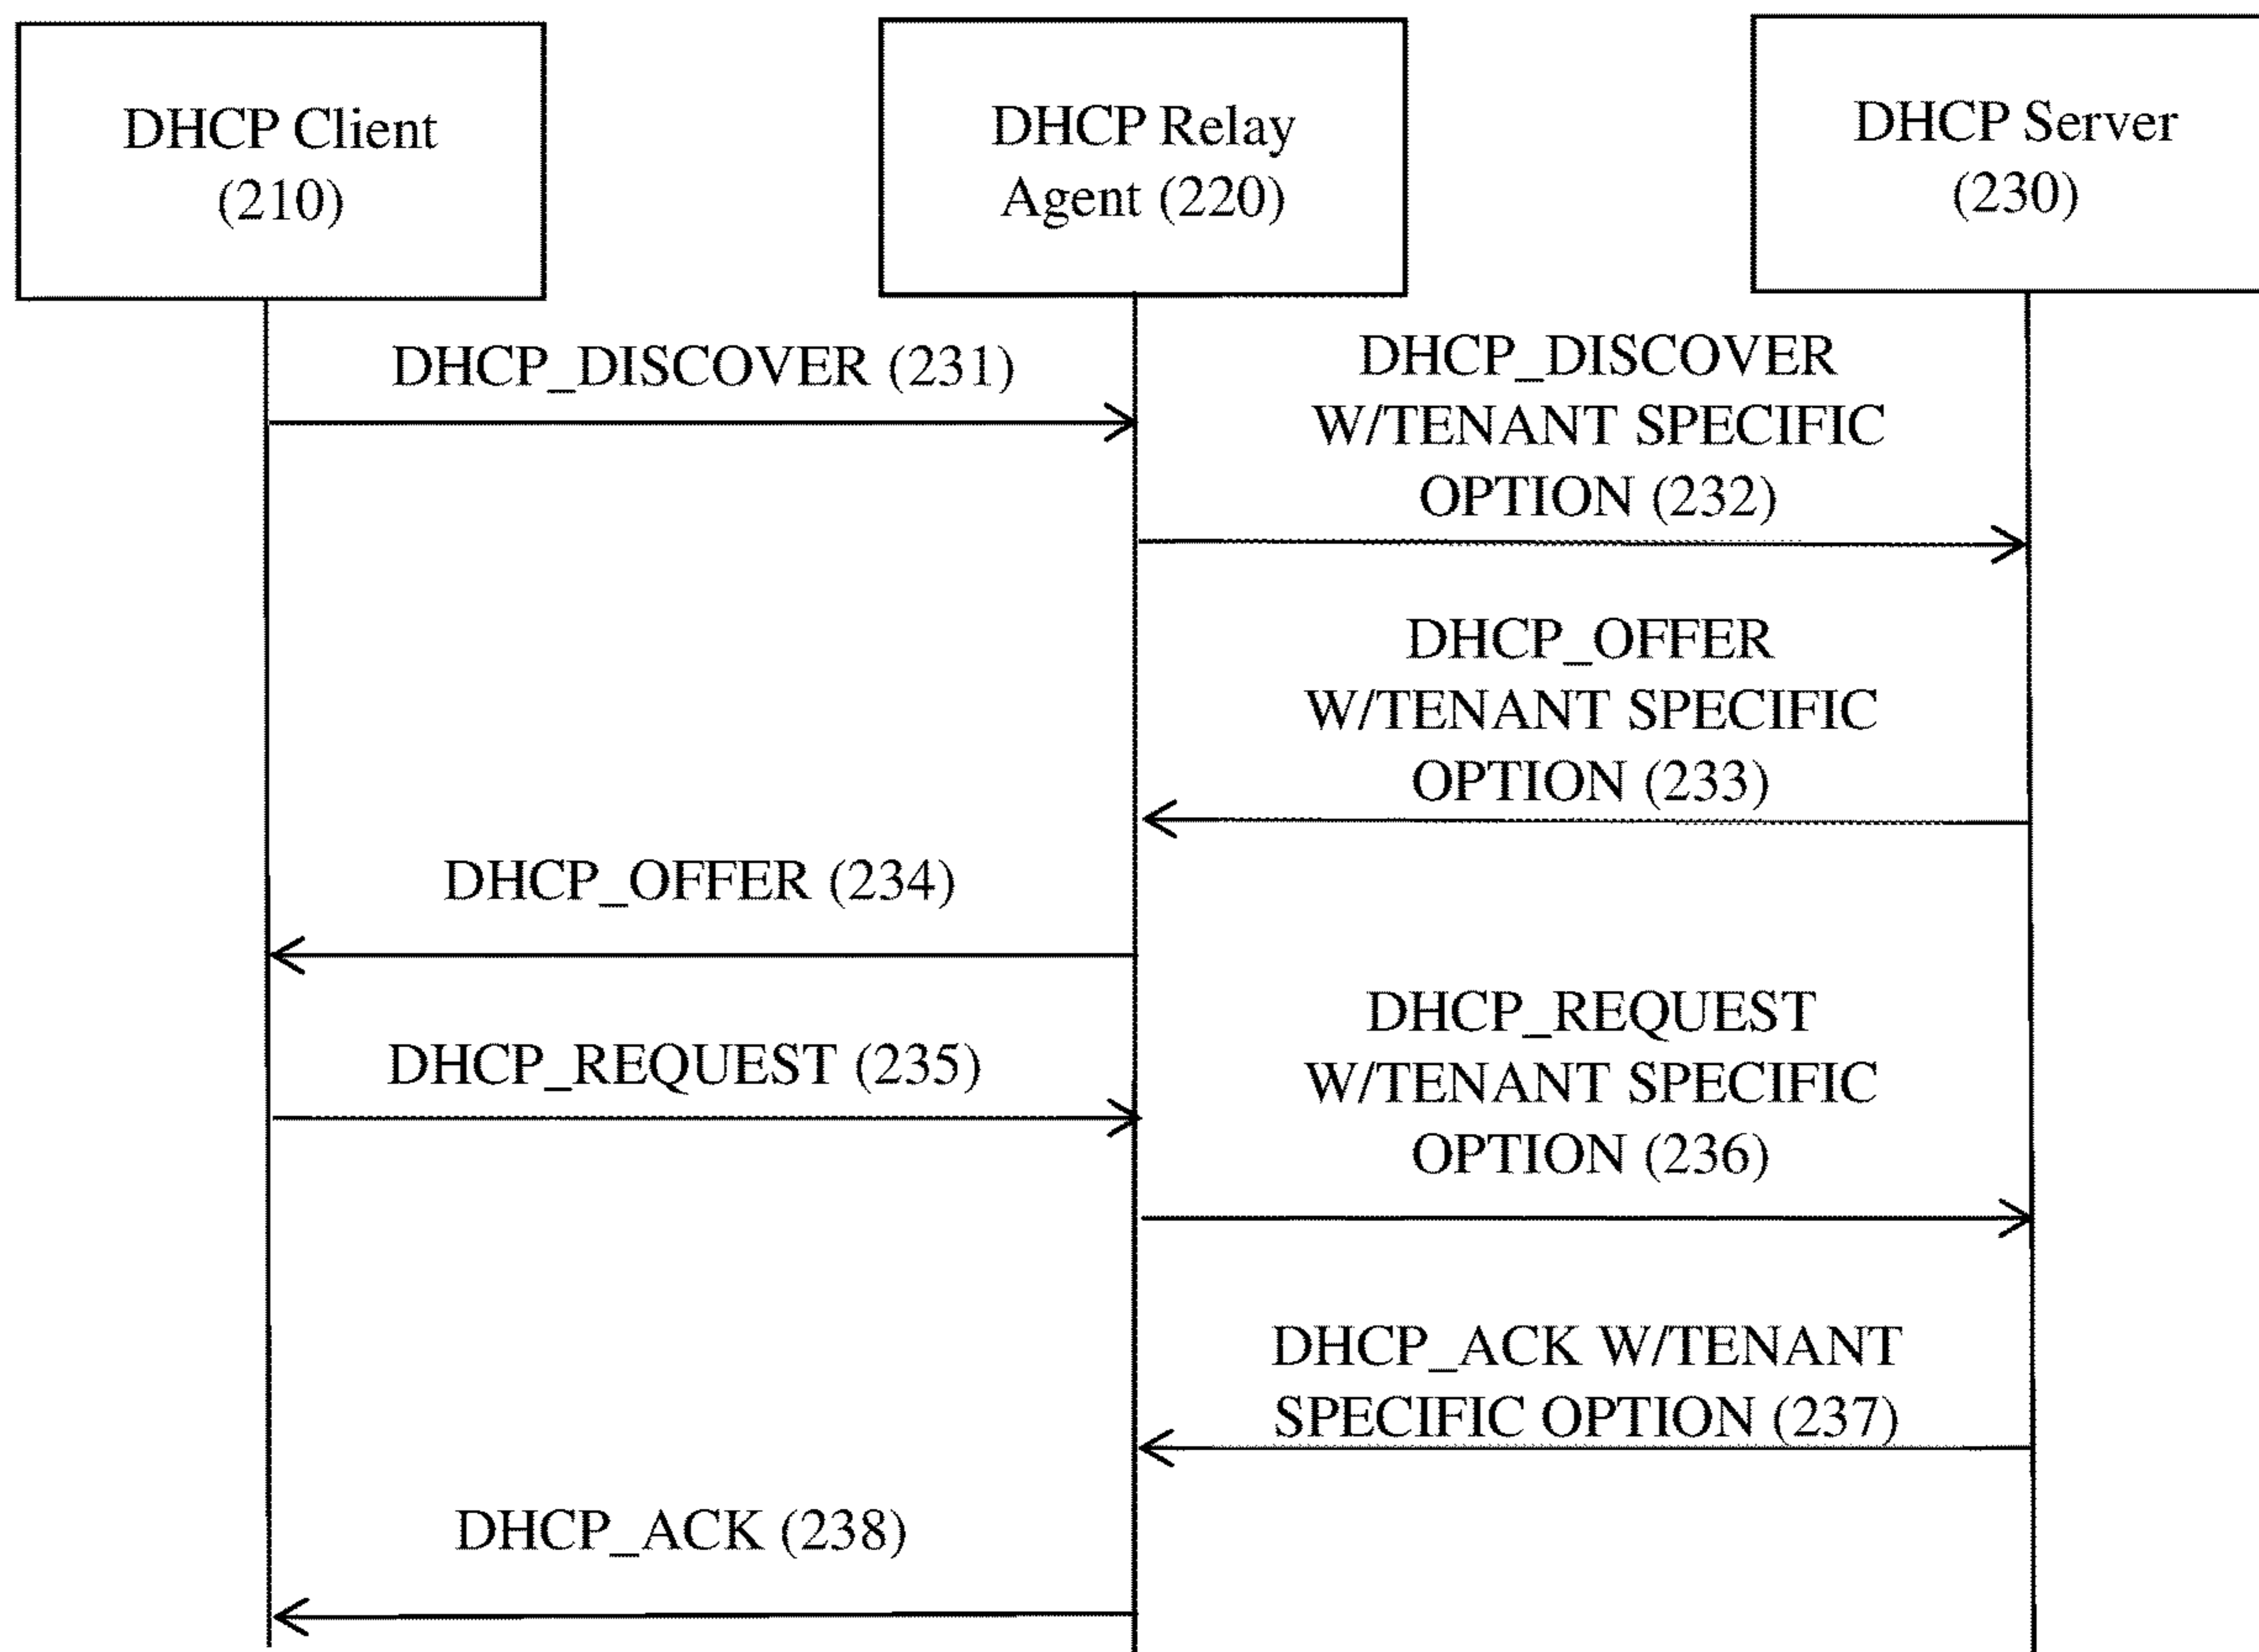 DHCP Client
(210)
DHCP Relay
Agent (220)
DHCP Server
(230)
DHCP_DISCOVER (231)
DHCP_DISCOVER
W/TENANT SPECIFIC
OPTION (232)
DHCP_OFFER
W/TENANT SPECIFIC
OPTION (233)
DHCP_OFFER (234)
DHCP_REQUEST (235)
DHCP_REQUEST
W/TENANT SPECIFIC
OPTION (236)
DHCP_ACK W/TENANT
SPECIFIC OPTION (237)
DHCP_ACK (238)